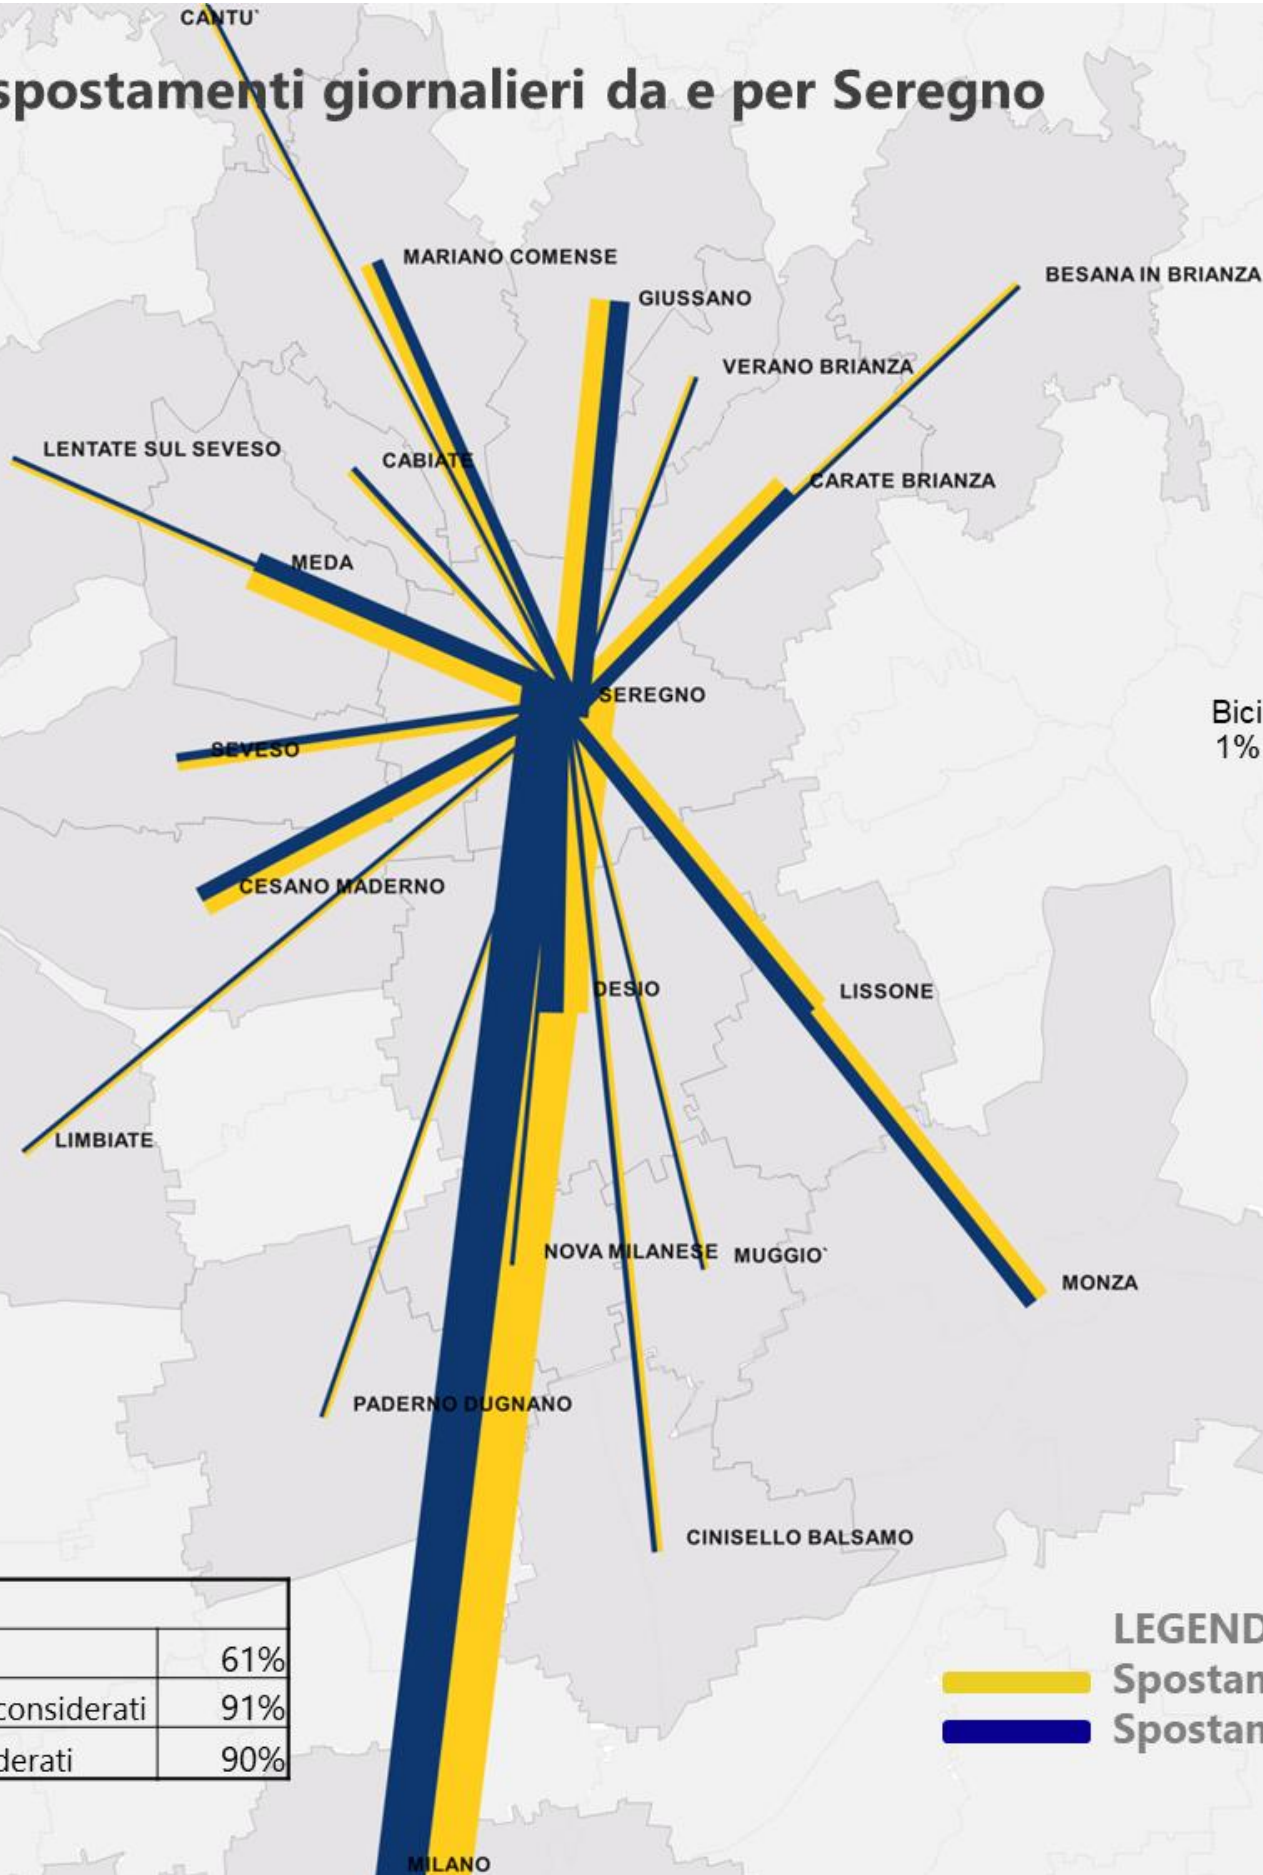 CANTU`
spostamenti giornalieri da e per Seregno
MARIANO COMENSE
BESANA IN BRIANZA
GIUSSANO
VERANO BRIANZA
LENTATE SUL SEVESO
CABIATE
CARATE BRIANZA
MEDA
SEREGNO
Bici
1%
SEVESO
CESANO MADERNO
DESIO
LISSONE
LIMBIATE
NOVA MILANESE
MUGGIO`
MONZA
PADERNO DUGNANO
CINISELLO BALSAMO
61%
considerati 91%
derati 90%
LEGEND
Spostan
Spostan
MILANO